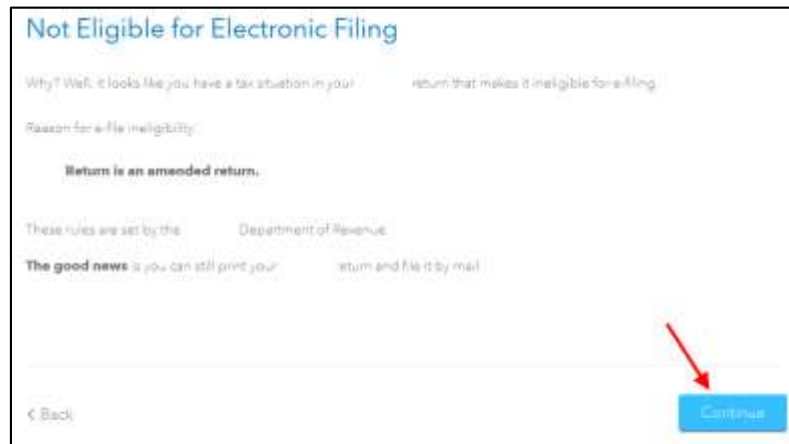 Not Eligible for Electronic Filing
Why? Well, it looks like you have a tax situation in your return that makes it ineligible for e-filing.
Reason for e-file ineligibility:
Return is an amended return.
These rules are set by the Department of Revenue.
The good news is you can still print your return and file it by mail.
< Back
Continue